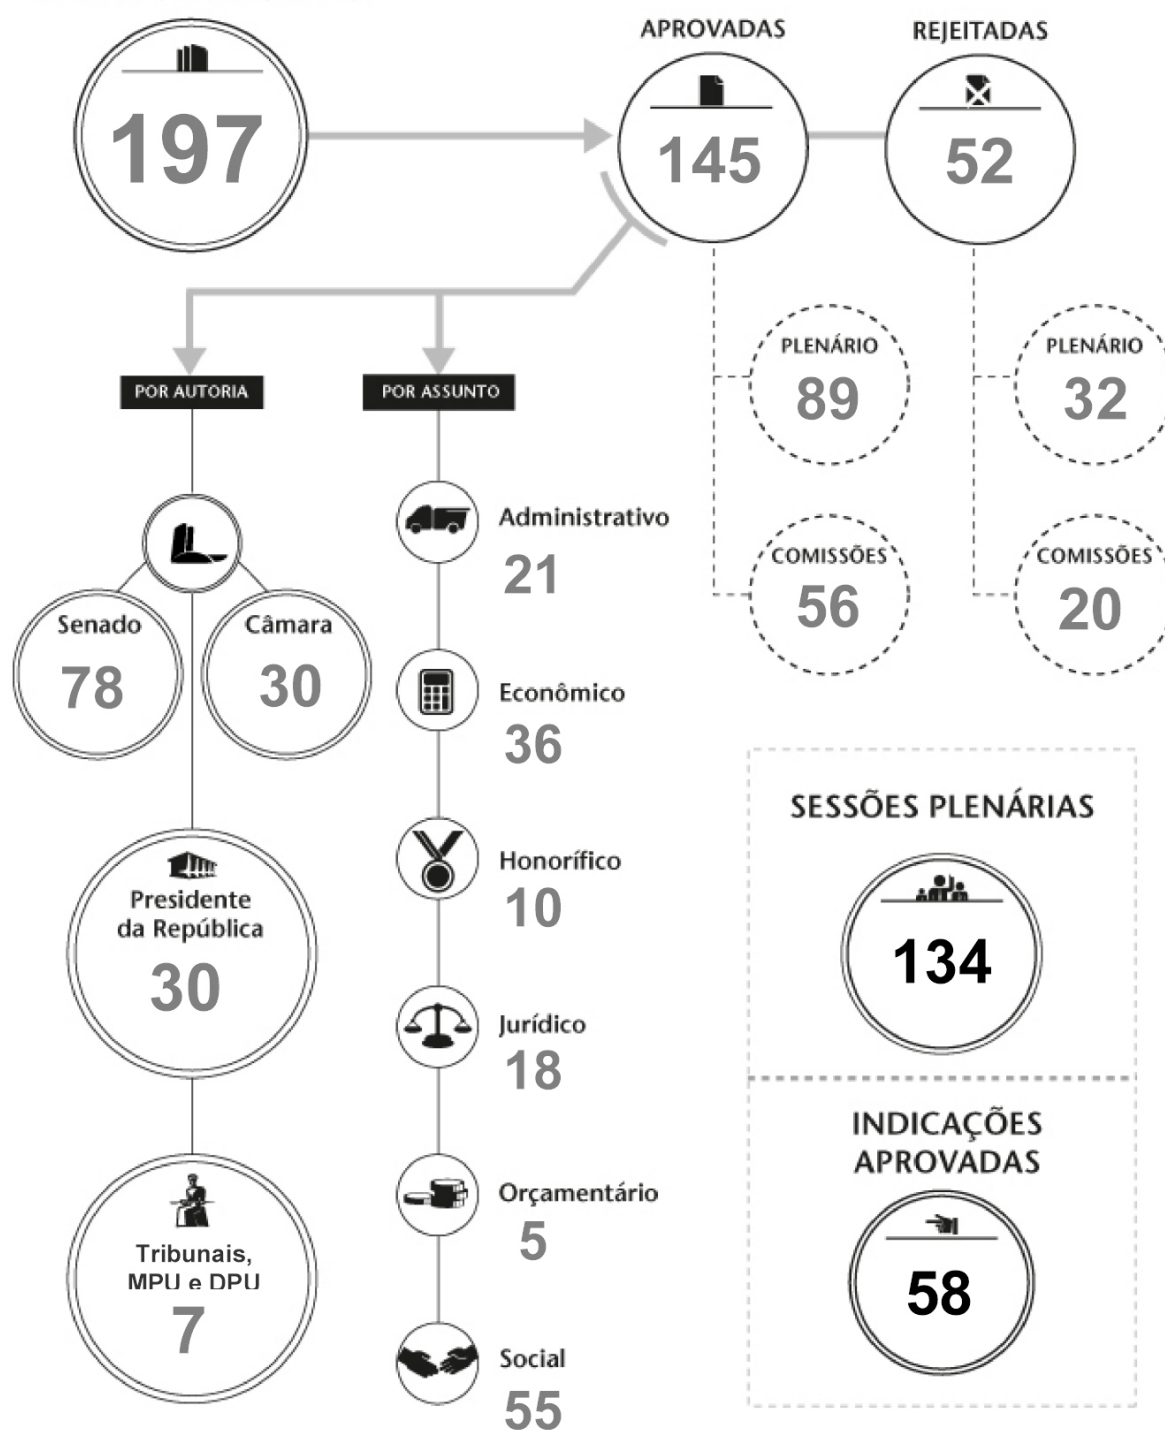 197
APROVADAS
145
REJEITADAS
52
PLENÁRIO
89
COMISSÕES
56
PLENÁRIO
32
COMISSÕES
20
POR AUTORIA
Senado
78
Câmara
30
Presidente
da República
30
Tribunais,
MPU e DPU
7
POR ASSUNTO
Administrativo
21
Econômico
36
Honorífico
10
Jurídico
18
Orçamentário
5
Social
55
SESSÕES PLENÁRIAS
134
INDICAÇÕES
APROVADAS
58